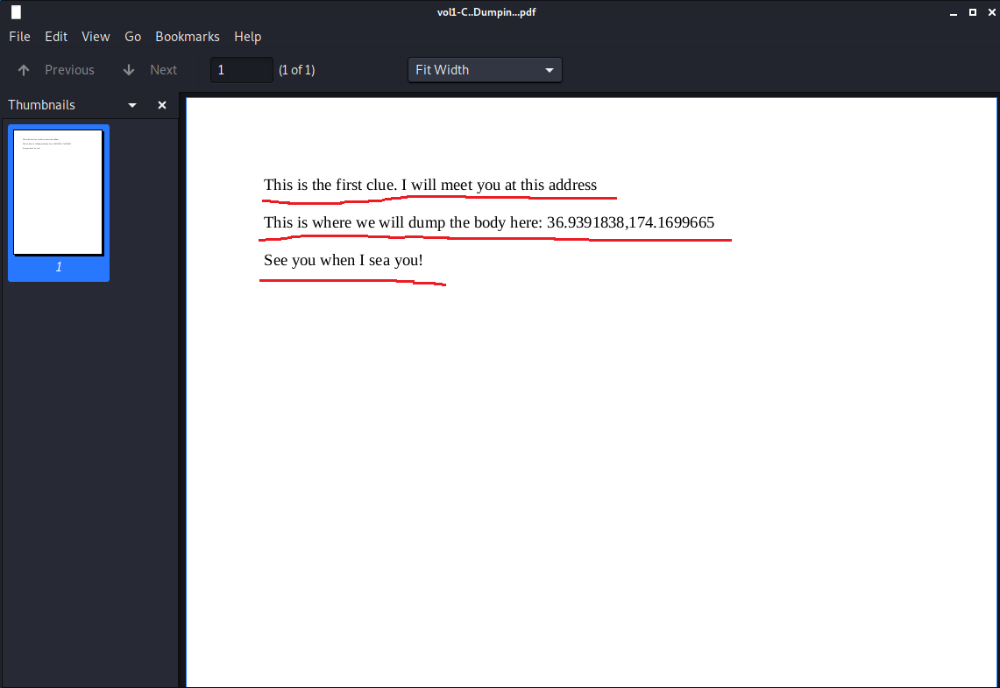 vol1-C..Dumpin...pdf
File Edit View Go Bookmarks Help
Previous Next 1 (1 of 1) Fit Width
Thumbnails
This is the first clue. I will meet you at this address
This is where we will dump the body here: 36.9391838,174.1699665
See you when I sea you!
1